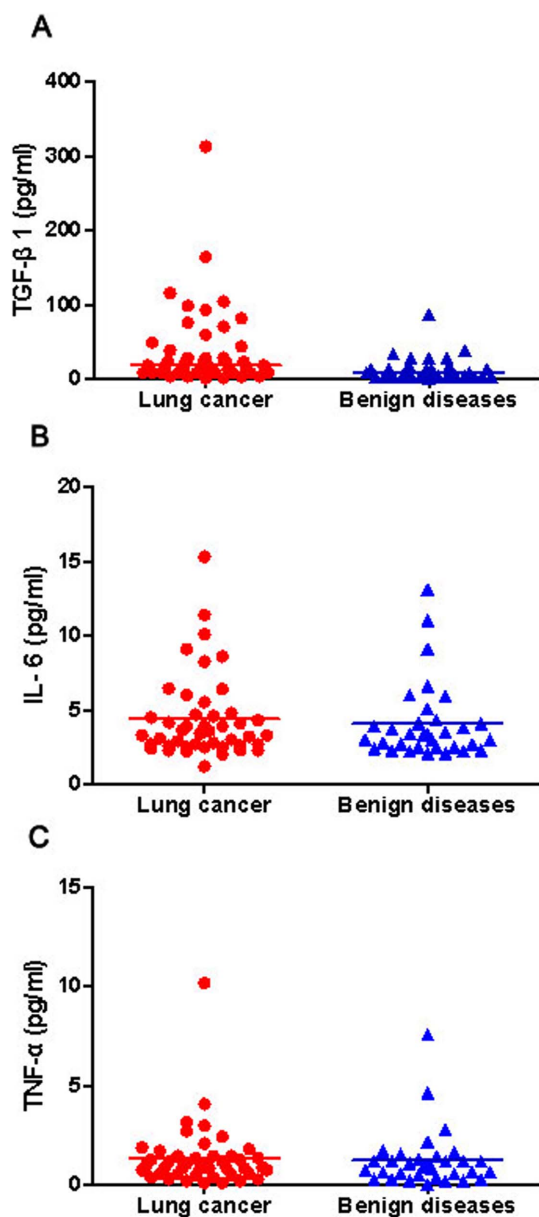 A
400
300
200
100
0
TGF-β 1 (pg/ml)
Lung cancer Benign diseases
B
20
15
10
5
0
IL- 6 (pg/ml)
Lung cancer Benign diseases
C
15
10
5
0
TNF-α (pg/ml)
Lung cancer Benign diseases